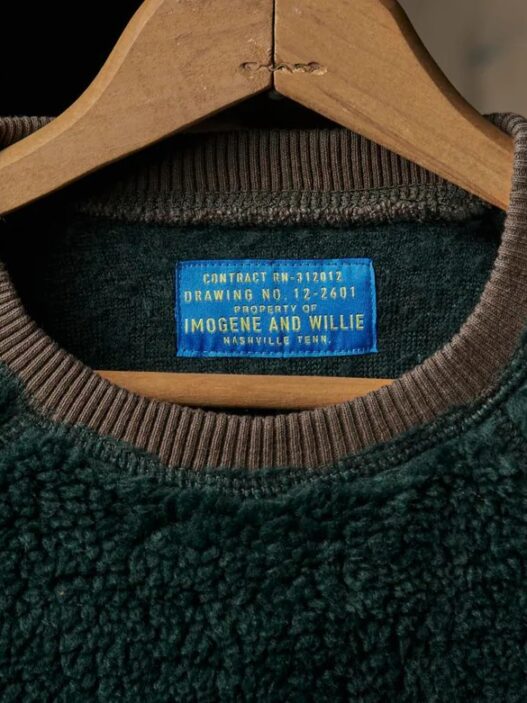 CONTRACT RN-312012
DRAWING NO. 12-2601
PROPERTY OF
IMOGENE AND WILLIE
NASHVILLE TENN.